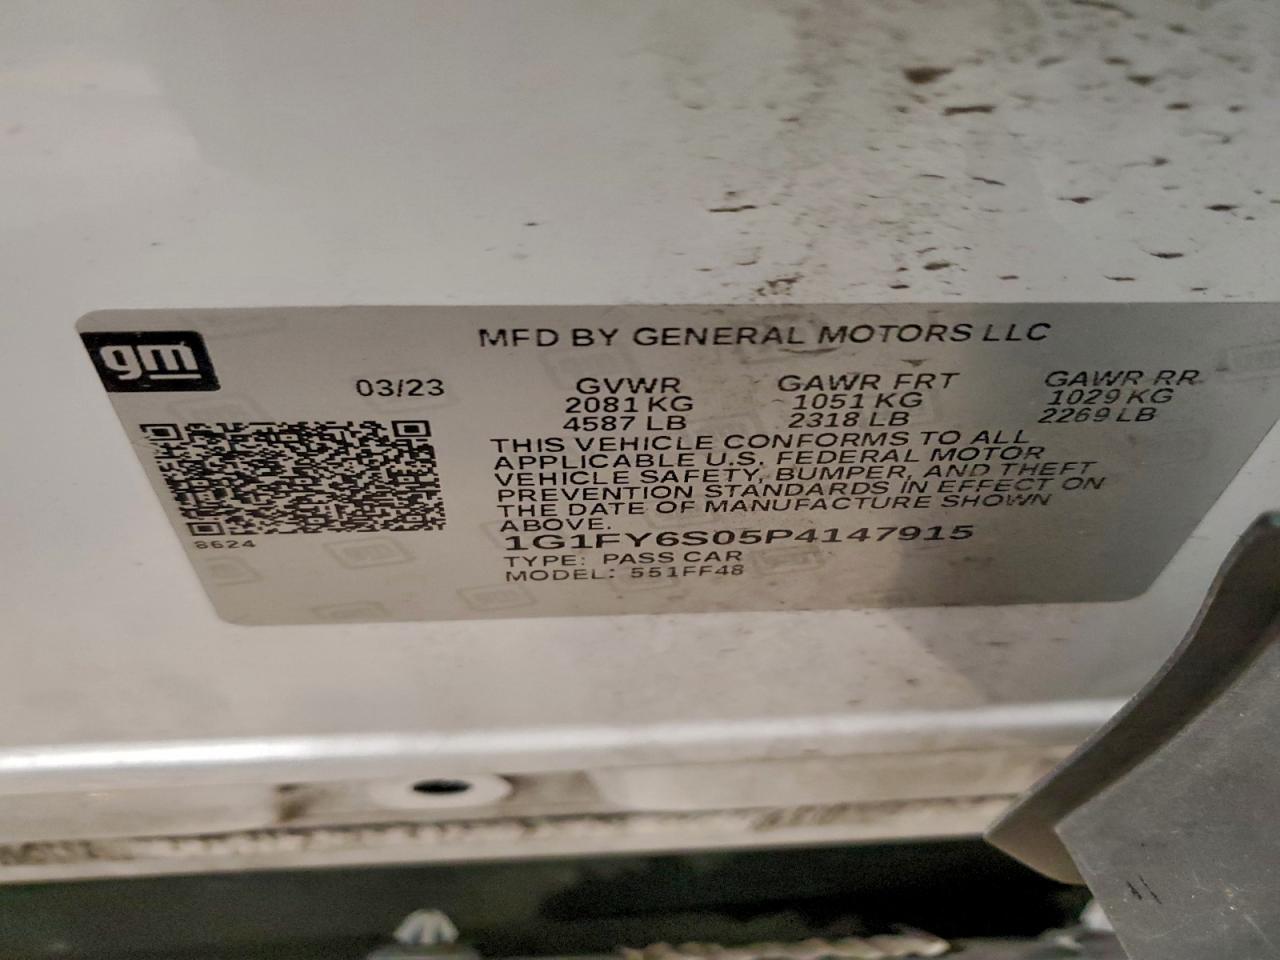 gm
MFD BY GENERAL MOTORS LLC
03/23 GVWR GAWR FRT GAWR RR
2081 KG 1051 KG 1029 KG
4587 LB 2318 LB 2269 LB
THIS VEHICLE CONFORMS TO ALL
APPLICABLE U.S. FEDERAL MOTOR
VEHICLE SAFETY, BUMPER, AND THEFT
PREVENTION STANDARDS IN EFFECT ON
THE DATE OF MANUFACTURE SHOWN
ABOVE.
8624
1G1FY6S05P4147915
TYPE: PASS CAR
MODEL: 551FF48